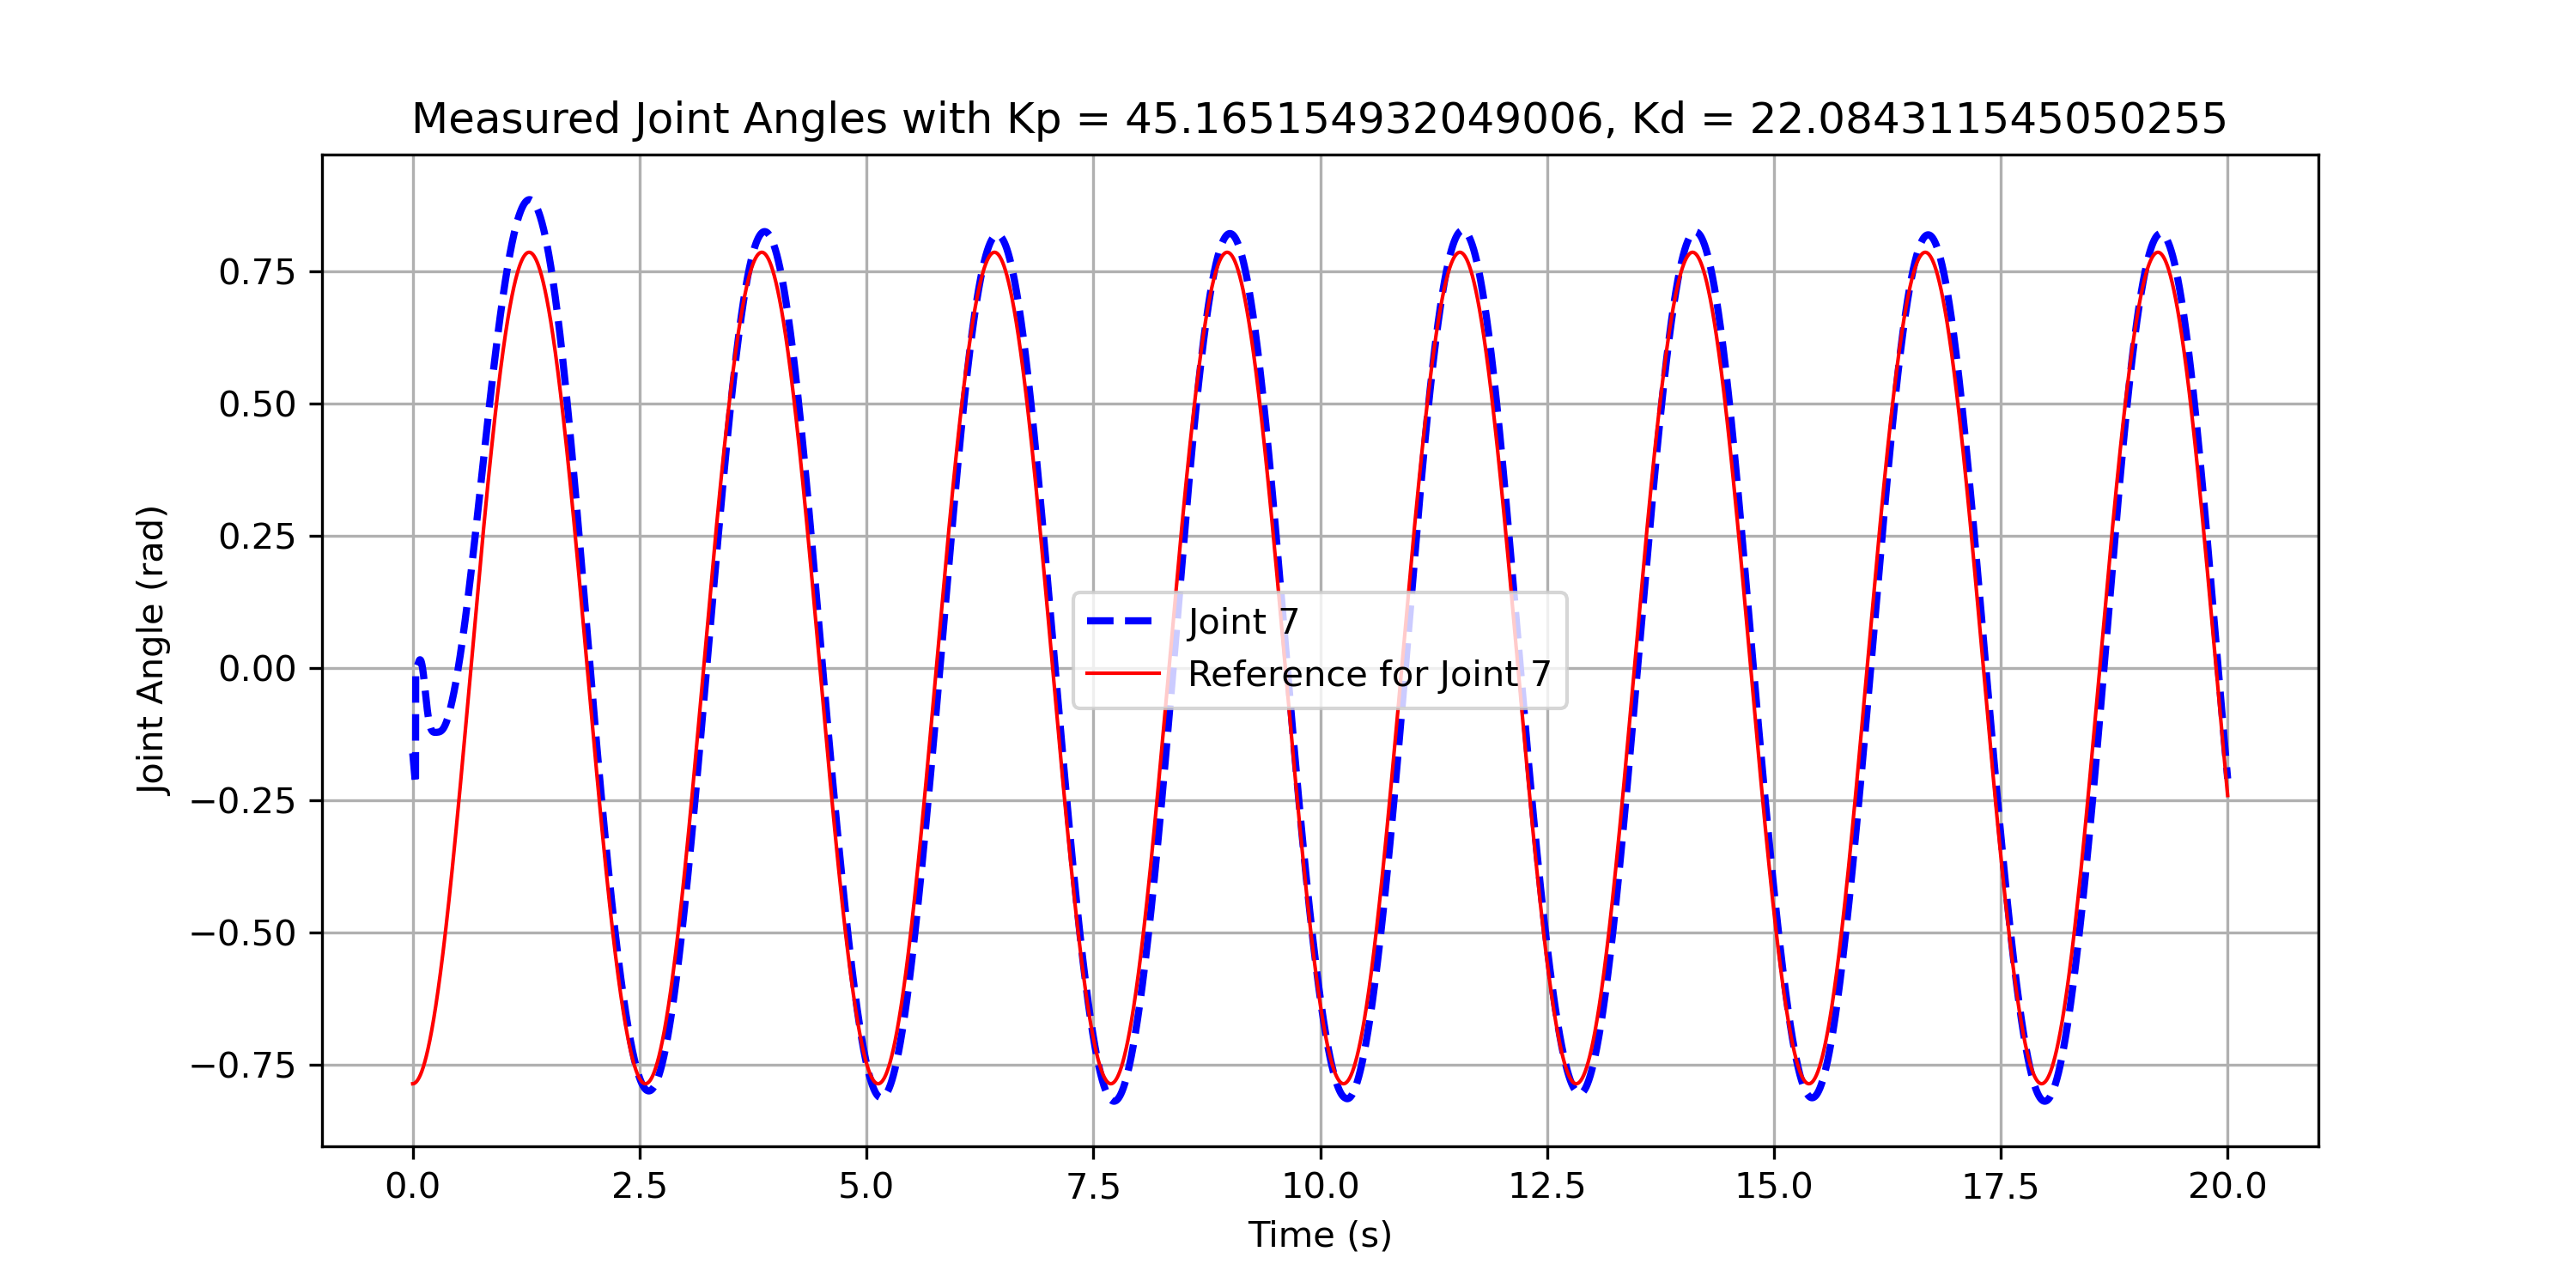 Measured Joint Angles with Kp = 45.165154932049006, Kd = 22.084311545050255
Joint Angle (rad)
0.75
0.50
0.25
0.00
−0.25
−0.50
−0.75
Joint 7
Reference for Joint 7
0.0 2.5 5.0 7.5 10.0 12.5 15.0 17.5 20.0
Time (s)